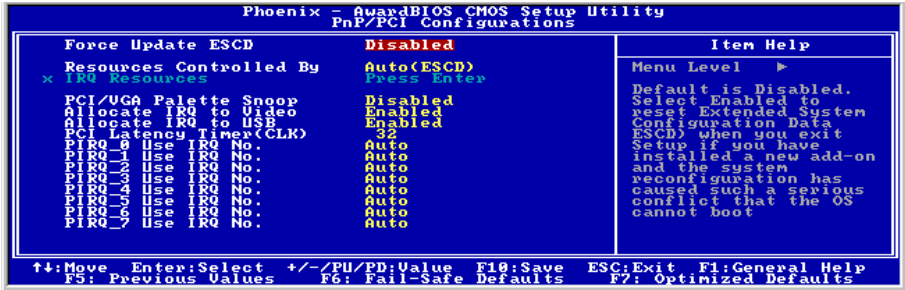 Phoenix - AwardBIOS CMOS Setup Utility
PnP/PCI Configurations
Force Update ESCD Disabled
Resources Controlled By Auto(ESCD)
x IRQ Resources Press Enter
PCI/VGA Palette Snoop Disabled
Allocate IRQ to Video Enabled
Allocate IRQ to USB Enabled
PCI Latency Timer(CLK) 32
PIRQ_0 Use IRQ No. Auto
PIRQ_1 Use IRQ No. Auto
PIRQ_2 Use IRQ No. Auto
PIRQ_3 Use IRQ No. Auto
PIRQ_4 Use IRQ No. Auto
PIRQ_5 Use IRQ No. Auto
PIRQ_6 Use IRQ No. Auto
PIRQ_7 Use IRQ No. Auto
Item Help
Menu Level ►
Default is Disabled.
Select Enabled to
reset Extended System
Configuration Data
ESCD) when you exit
Setup if you have
installed a new add-on
and the system
reconfiguration has
caused such a serious
conflict that the OS
cannot boot
↑↓:Move Enter:Select +/-/PU/PD:Value F10:Save ESC:Exit F1:General Help
F5: Previous Values F6: Fail-Safe Defaults F7: Optimized Defaults